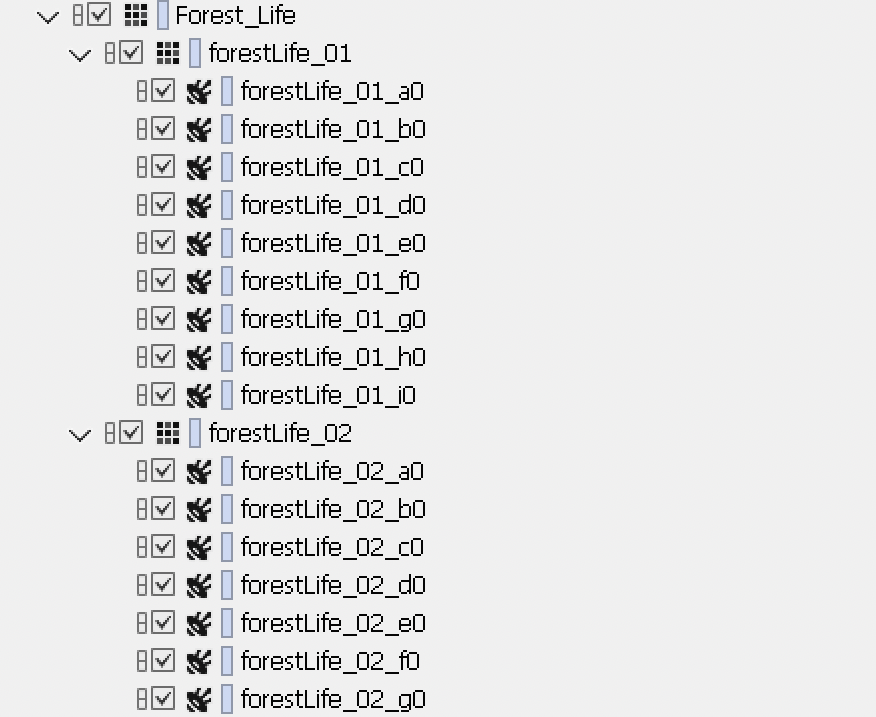 Forest_Life
forestLife_01
forestLife_01_a0
forestLife_01_b0
forestLife_01_c0
forestLife_01_d0
forestLife_01_e0
forestLife_01_f0
forestLife_01_g0
forestLife_01_h0
forestLife_01_i0
forestLife_02
forestLife_02_a0
forestLife_02_b0
forestLife_02_c0
forestLife_02_d0
forestLife_02_e0
forestLife_02_f0
forestLife_02_g0